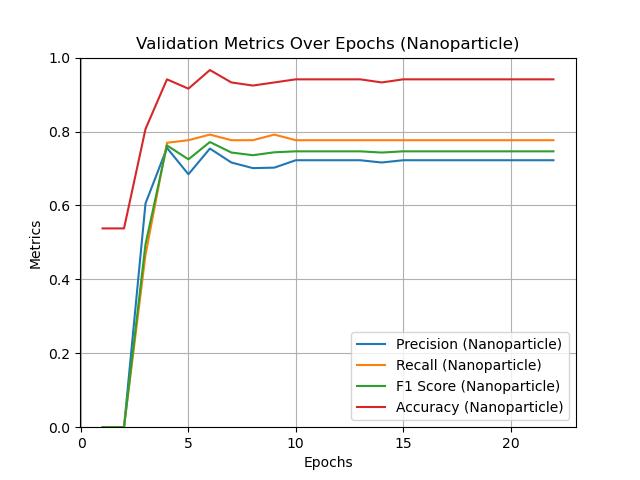 Validation Metrics Over Epochs (Nanoparticle)
1.0
0.8
0.6
0.4
0.2
0.0
Metrics
0 5 10 15 20
Epochs
Precision (Nanoparticle)
Recall (Nanoparticle)
F1 Score (Nanoparticle)
Accuracy (Nanoparticle)